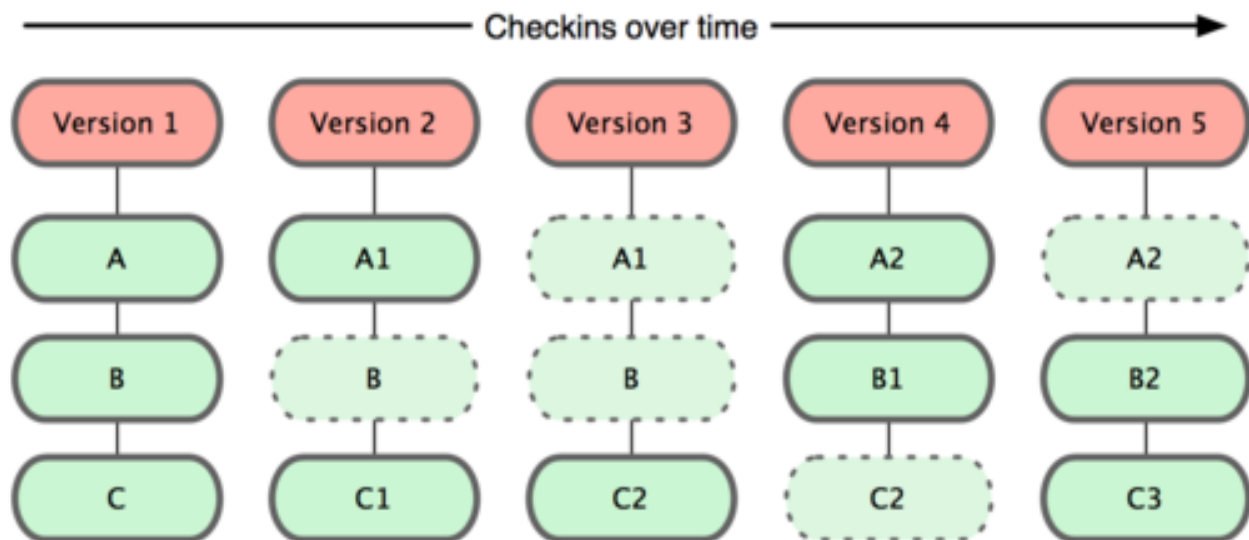 Checkins over time
Version 1 Version 2 Version 3 Version 4 Version 5
A A1 A1 A2 A2
B B B B1 B2
C C1 C2 C2 C3